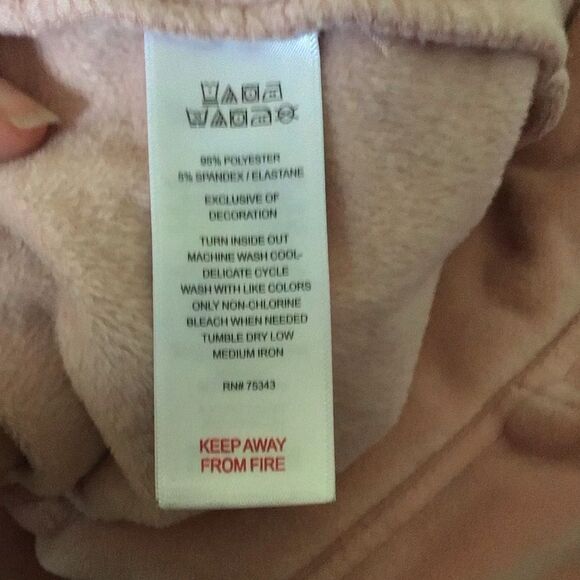 95% POLYESTER
5% SPANDEX / ELASTANE
EXCLUSIVE OF
DECORATION
TURN INSIDE OUT
MACHINE WASH COOL-
DELICATE CYCLE
WASH WITH LIKE COLORS
ONLY NON-CHLORINE
BLEACH WHEN NEEDED
TUMBLE DRY LOW
MEDIUM IRON
RN# 75343
KEEP AWAY
FROM FIRE